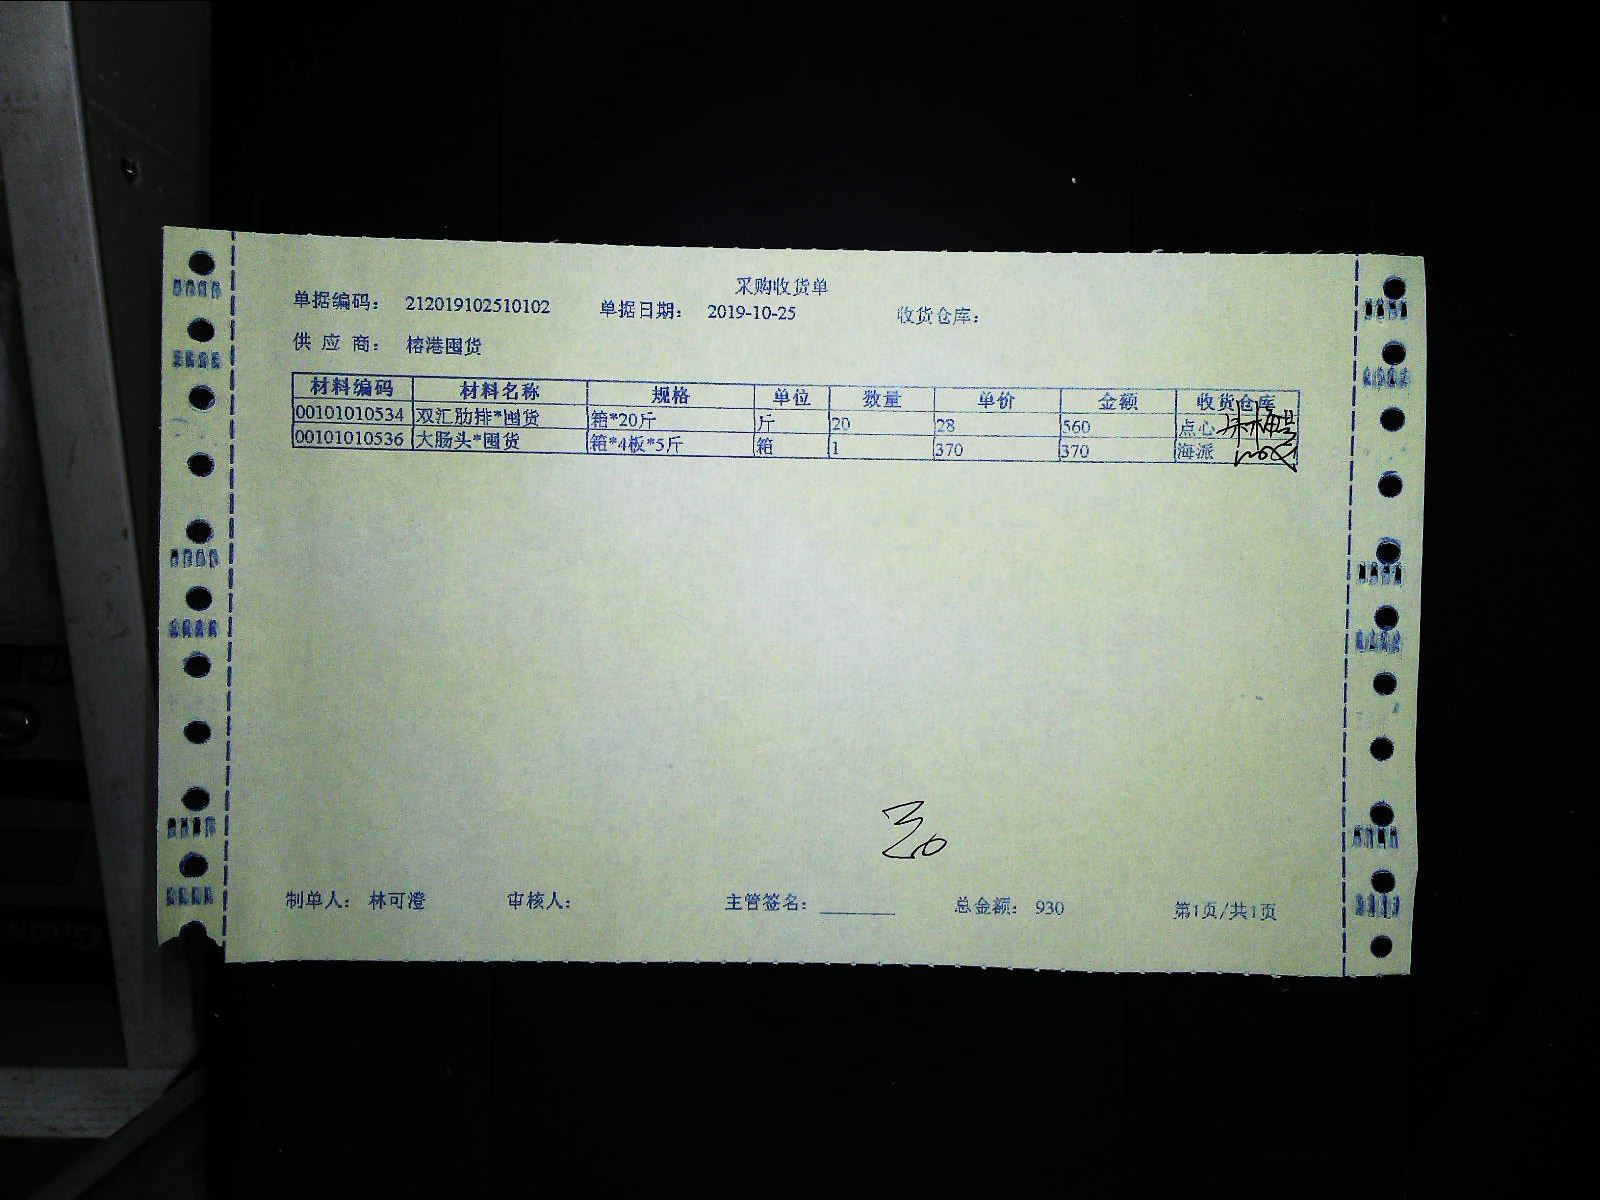 采购收货单
单据编码： 212019102510102 单据日期： 2019-10-25 收货仓库：
供 应 商： 榕港囤货
材料编码 材料名称 规格 单位 数量 单价 金额 收货仓库
00101010534 双汇肋排*囤货 箱*20斤 斤 20 28 560 点心
00101010536 大肠头*囤货 箱*4板*5斤 箱 1 370 370 海派
制单人： 林可澄 审核人： 主管签名： ________ 总金额： 930 第1页/共1页